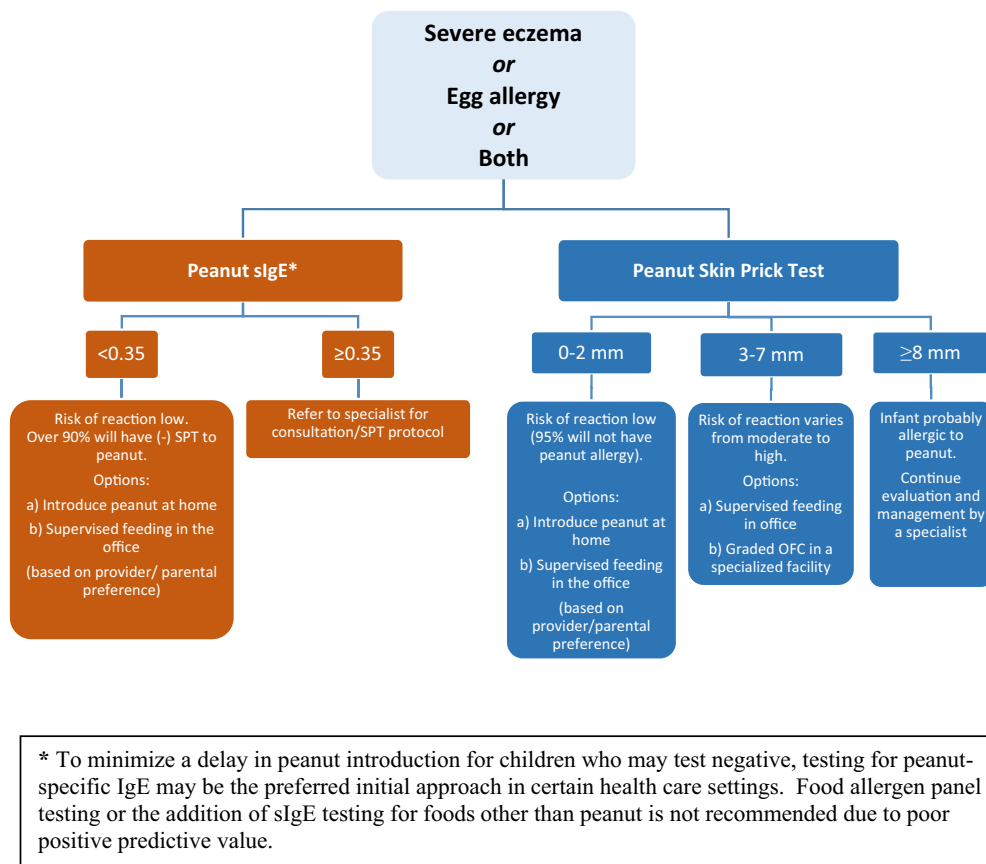 Severe eczema
or
Egg allergy
or
Both
Peanut sIgE*
<0.35
Risk of reaction low.
Over 90% will have (-) SPT to
peanut.
Options:
a) Introduce peanut at home
b) Supervised feeding in the
office
(based on provider/ parental
preference)
≥0.35
Refer to specialist for
consultation/SPT protocol
Peanut Skin Prick Test
0-2 mm
Risk of reaction low
(95% will not have
peanut allergy).
Options:
a) Introduce peanut at
home
b) Supervised feeding
in the office
(based on
provider/parental
preference)
3-7 mm
Risk of reaction varies
from moderate to
high.
Options:
a) Supervised feeding
in office
b) Graded OFC in a
specialized facility
≥8 mm
Infant probably
allergic to
peanut.
Continue
evaluation and
management by
a specialist
* To minimize a delay in peanut introduction for children who may test negative, testing for peanut-
specific IgE may be the preferred initial approach in certain health care settings. Food allergen panel
testing or the addition of sIgE testing for foods other than peanut is not recommended due to poor
positive predictive value.